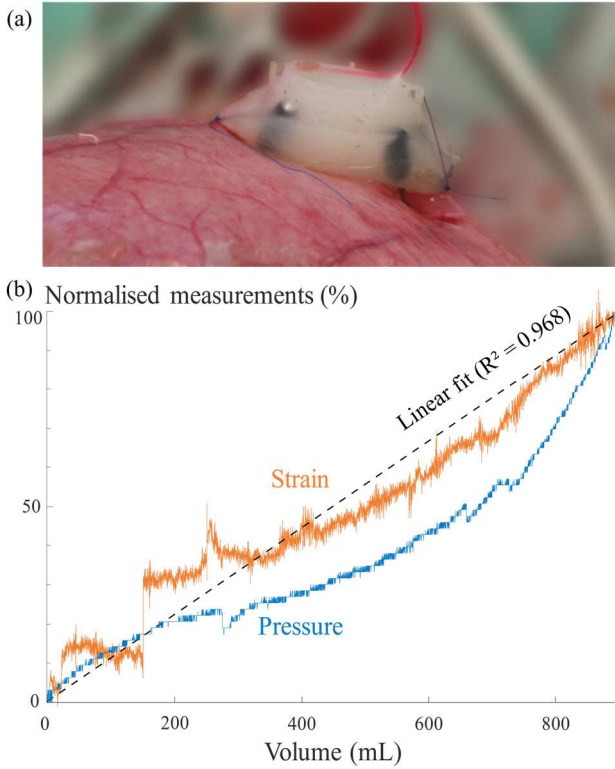 (a)
(b) Normalised measurements (%)
100
Linear fit (R² = 0.968)
Strain
50
Pressure
0
0 200 400 600 800
Volume (mL)